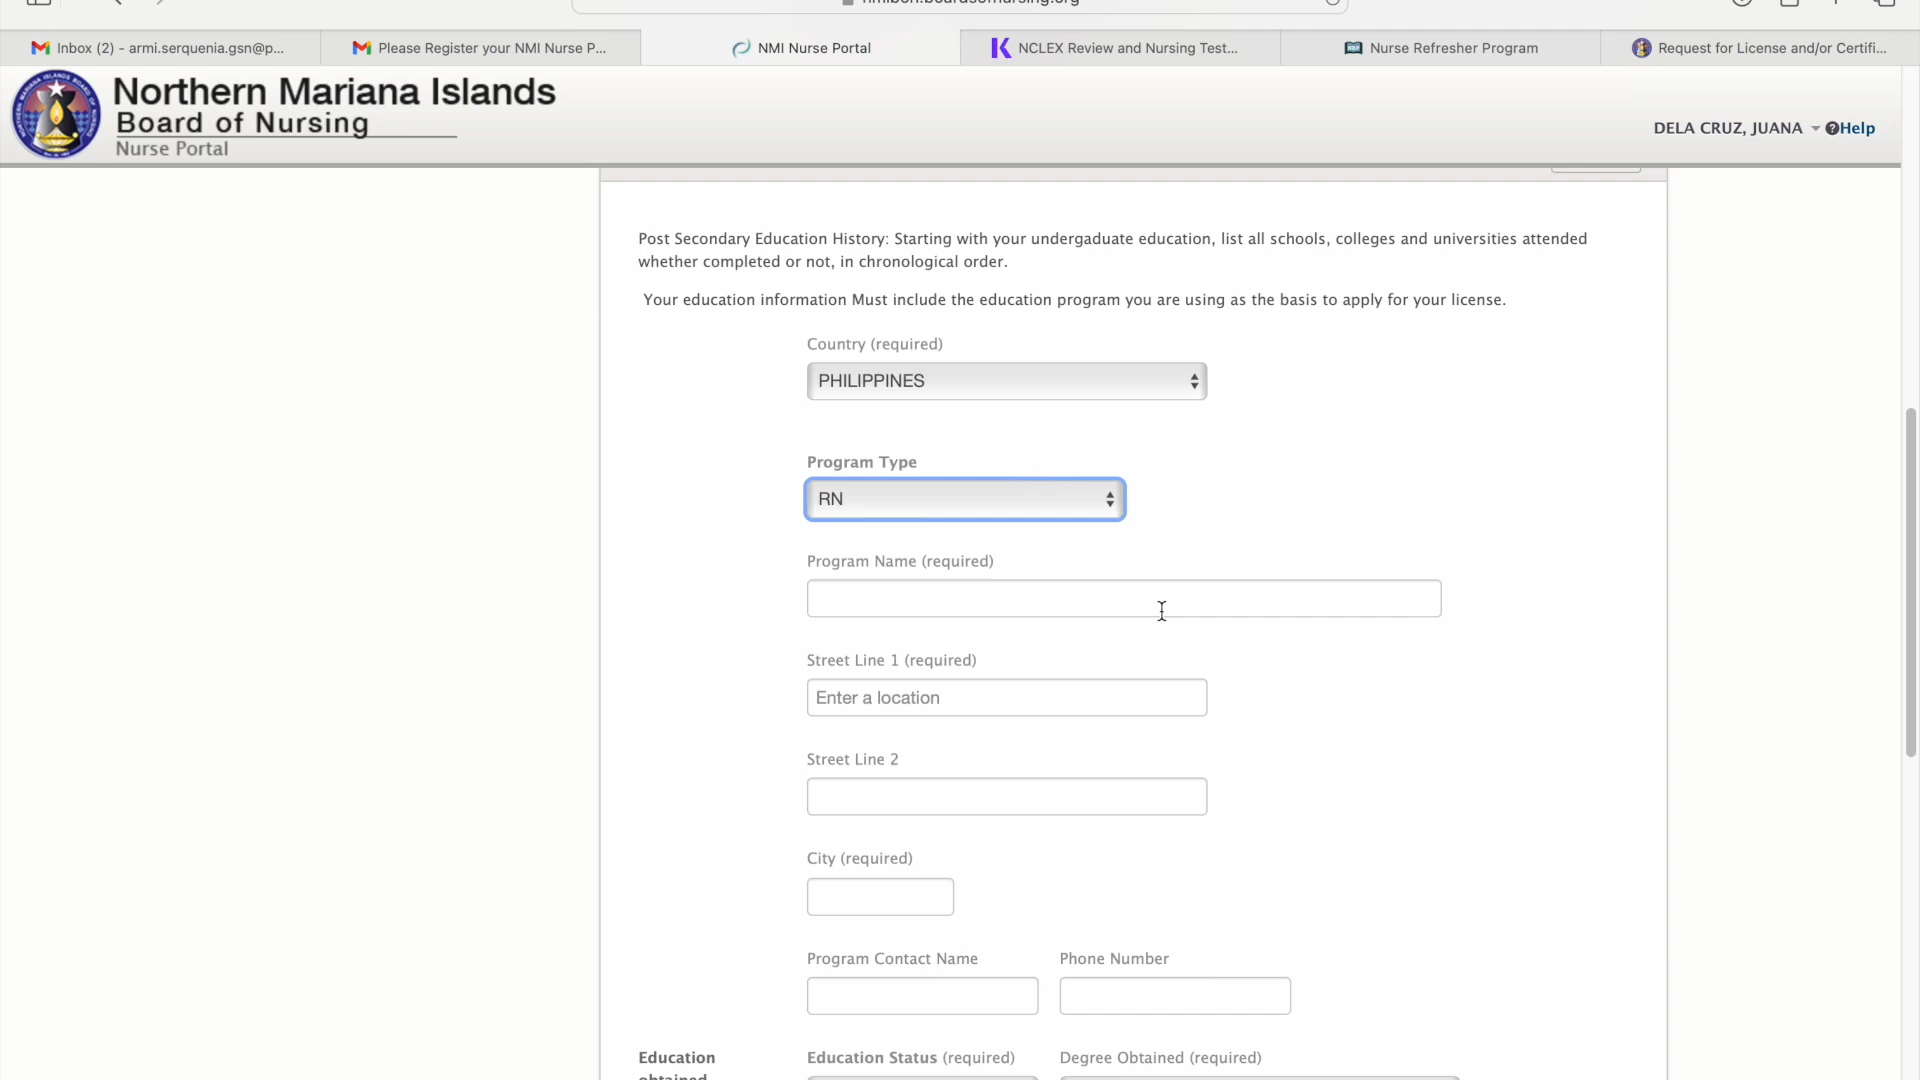 Inbox (2) - armi.serquenia.gsn@p...
Please Register your NMI Nurse P...
NMI Nurse Portal
NCLEX Review and Nursing Test...
Nurse Refresher Program
Request for License and/or Certifi...
Northern Mariana Islands
Board of Nursing
Nurse Portal
DELA CRUZ, JUANA
Help
Post Secondary Education History: Starting with your undergaduate education, list all schools, colleges and universities attended
whether completed or not, in chronological order.
Your education information Must include the education program you are using as the basis to apply for your license.
Country (required)
PHILIPPINES
Program Type
RN
Program Name (required)
Street Line 1 (required)
Enter a location
Street Line 2
City (required)
Program Contact Name
Phone Number
Education
Education Status (required)
Degree Obtained (required)